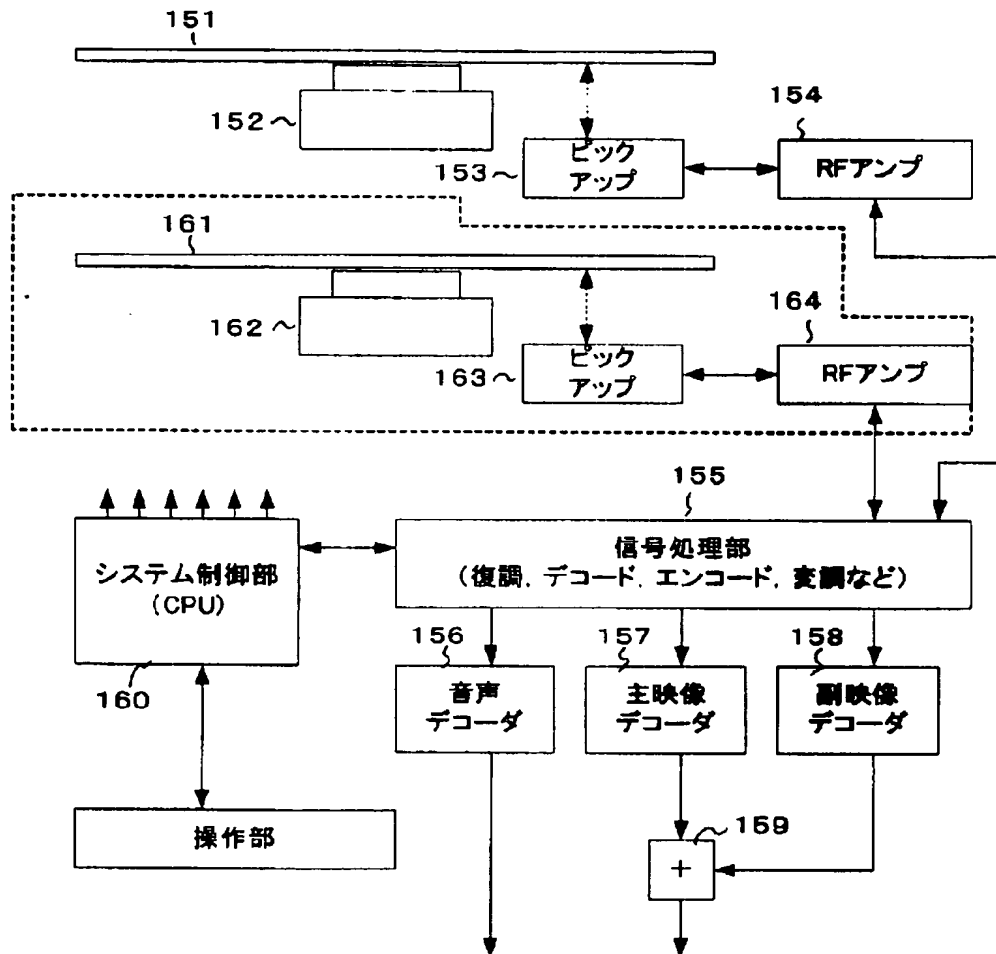 151
152
153
ピック
アップ
154
RFアンプ
161
162
163
ピック
アップ
164
RFアンプ
155
信号処理部
(復調, デコード, エンコード, 変調など)
システム制御部
(CPU)
160
156
音声
デコーダ
157
主映像
デコーダ
158
副映像
デコーダ
操作部
159
+